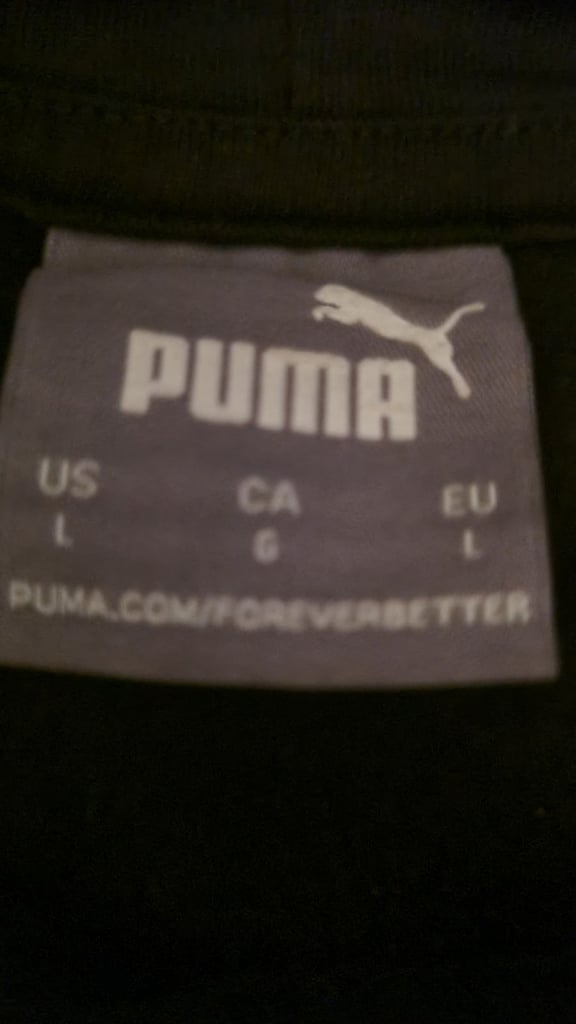 PUMA
US CA EU
L G L
PUMA.COM/FOREVERBETTER